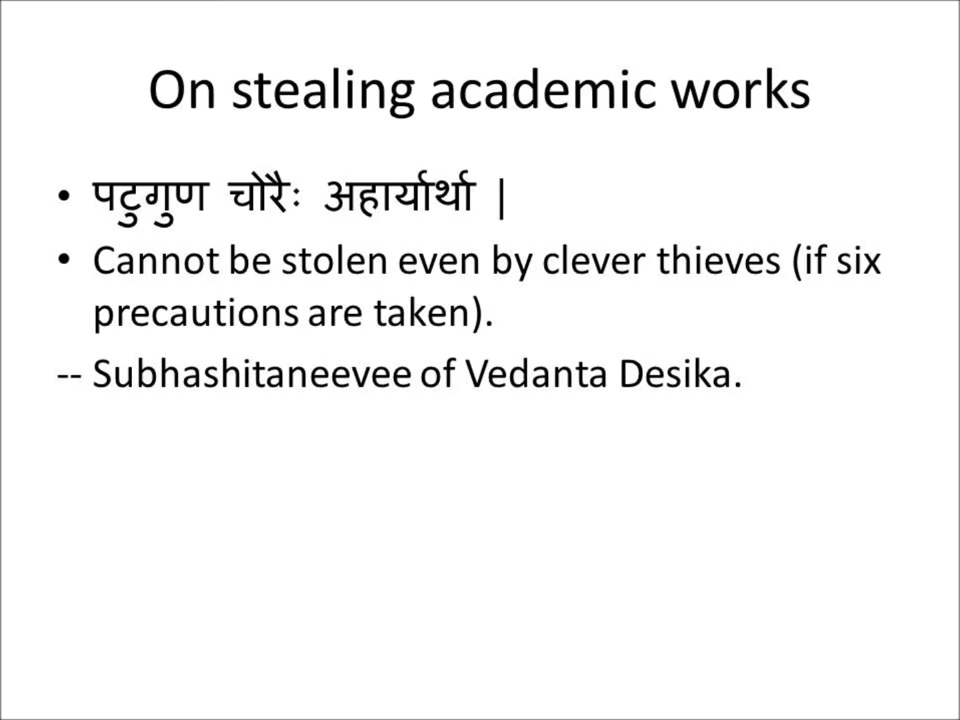 On stealing academic works
• पटुगुण चोरैः अहार्यार्था |
• Cannot be stolen even by clever thieves (if six
precautions are taken).
-- Subhashitaneevee of Vedanta Desika.